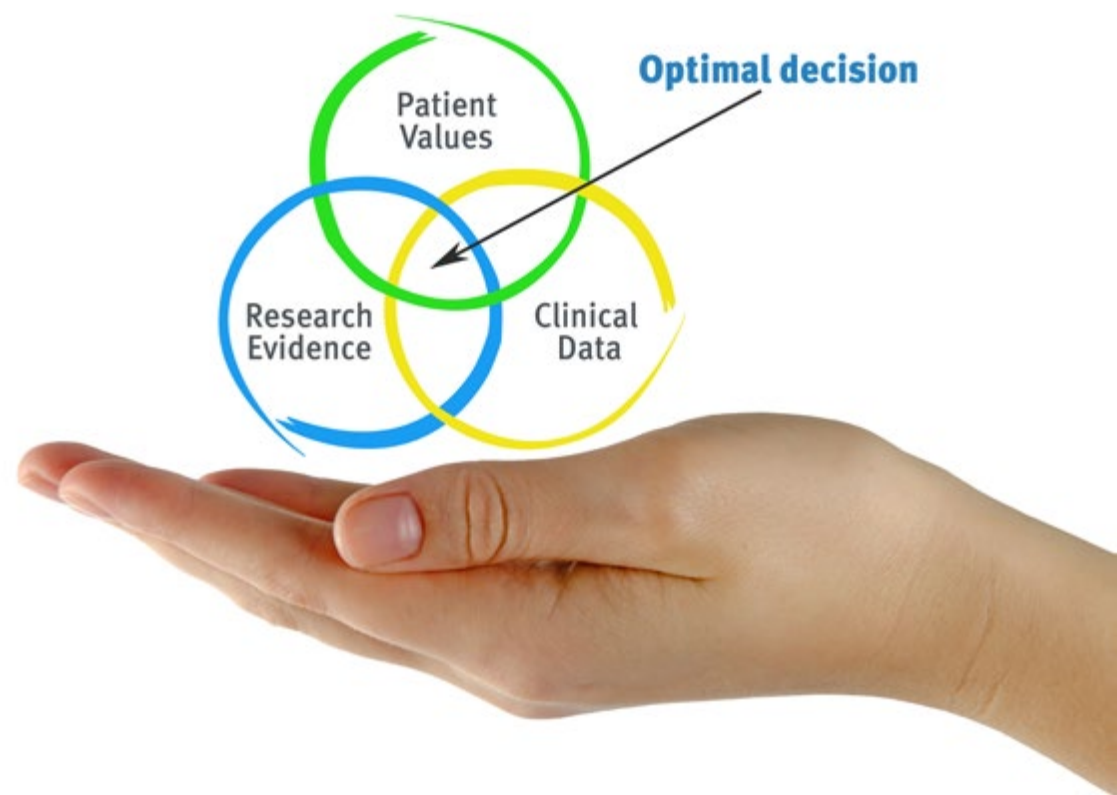 Optimal decision
Patient
Values
Research
Evidence
Clinical
Data